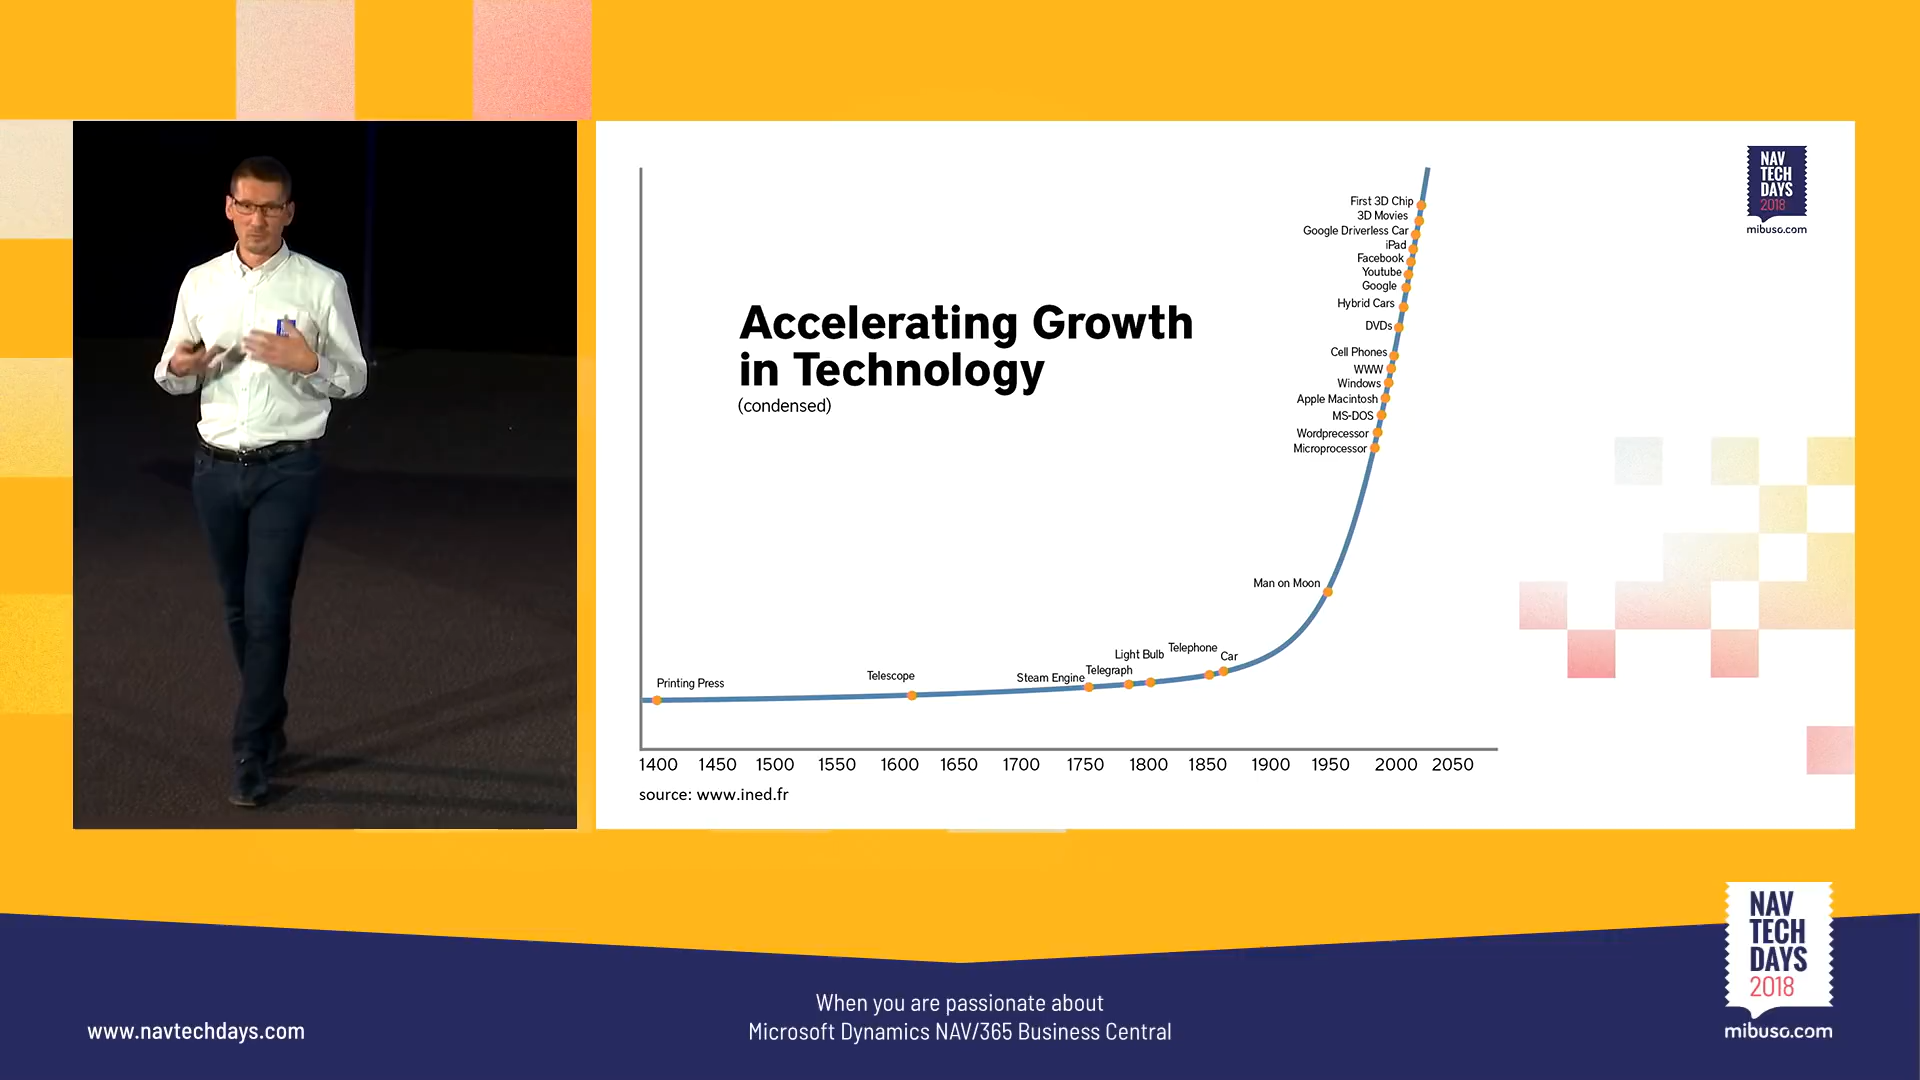 NAV
TECH
DAYS
2018
mibuso.com
First 3D Chip
3D Movies
Google Driverless Car
iPad
Facebook
Youtube
Google
Hybrid Cars
DVDs
Cell Phones
WWW
Windows
Apple Macintosh
MS-DOS
Wordprecessor
Microprocessor
Accelerating Growth
in Technology
(condensed)
Man on Moon
Light Bulb
Telephone
Car
Printing Press
Telescope
Steam Engine
Telegraph
1400 1450 1500 1550 1600 1650 1700 1750 1800 1850 1900 1950 2000 2050
source: www.ined.fr
NAV
TECH
DAYS
2018
mibuso.com
www.navtechdays.com
When you are passionate about
Microsoft Dynamics NAV/365 Business Central